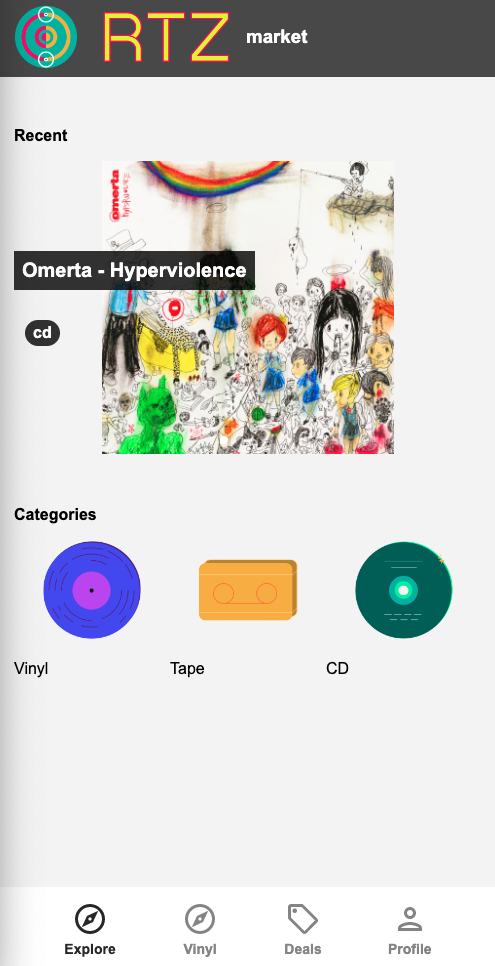 RTZ market
Recent
omerta
Omerta - Hyperviolence
cd
Categories
Vinyl Tape CD
Explore Vinyl Deals Profile